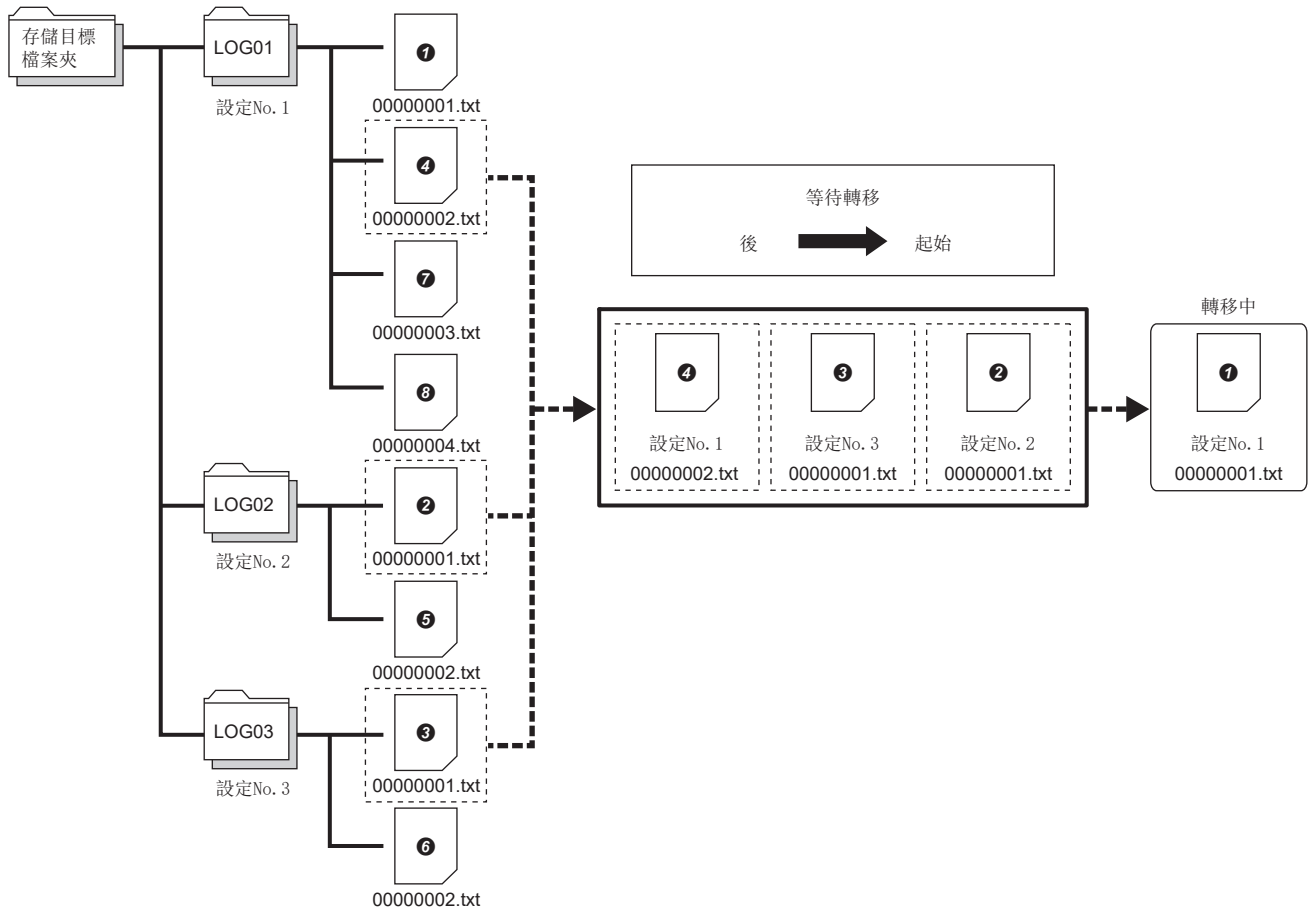 存儲目標
檔案夾
LOG01
設定No.1
❶
00000001.txt
❹
00000002.txt
❼
00000003.txt
❽
00000004.txt
LOG02
設定No.2
❷
00000001.txt
❺
00000002.txt
LOG03
設定No.3
❸
00000001.txt
❻
00000002.txt
等待轉移
後 起始
❹ ❸ ❷
設定No.1 設定No.3 設定No.2
00000002.txt 00000001.txt 00000001.txt
轉移中
❶
設定No.1
00000001.txt